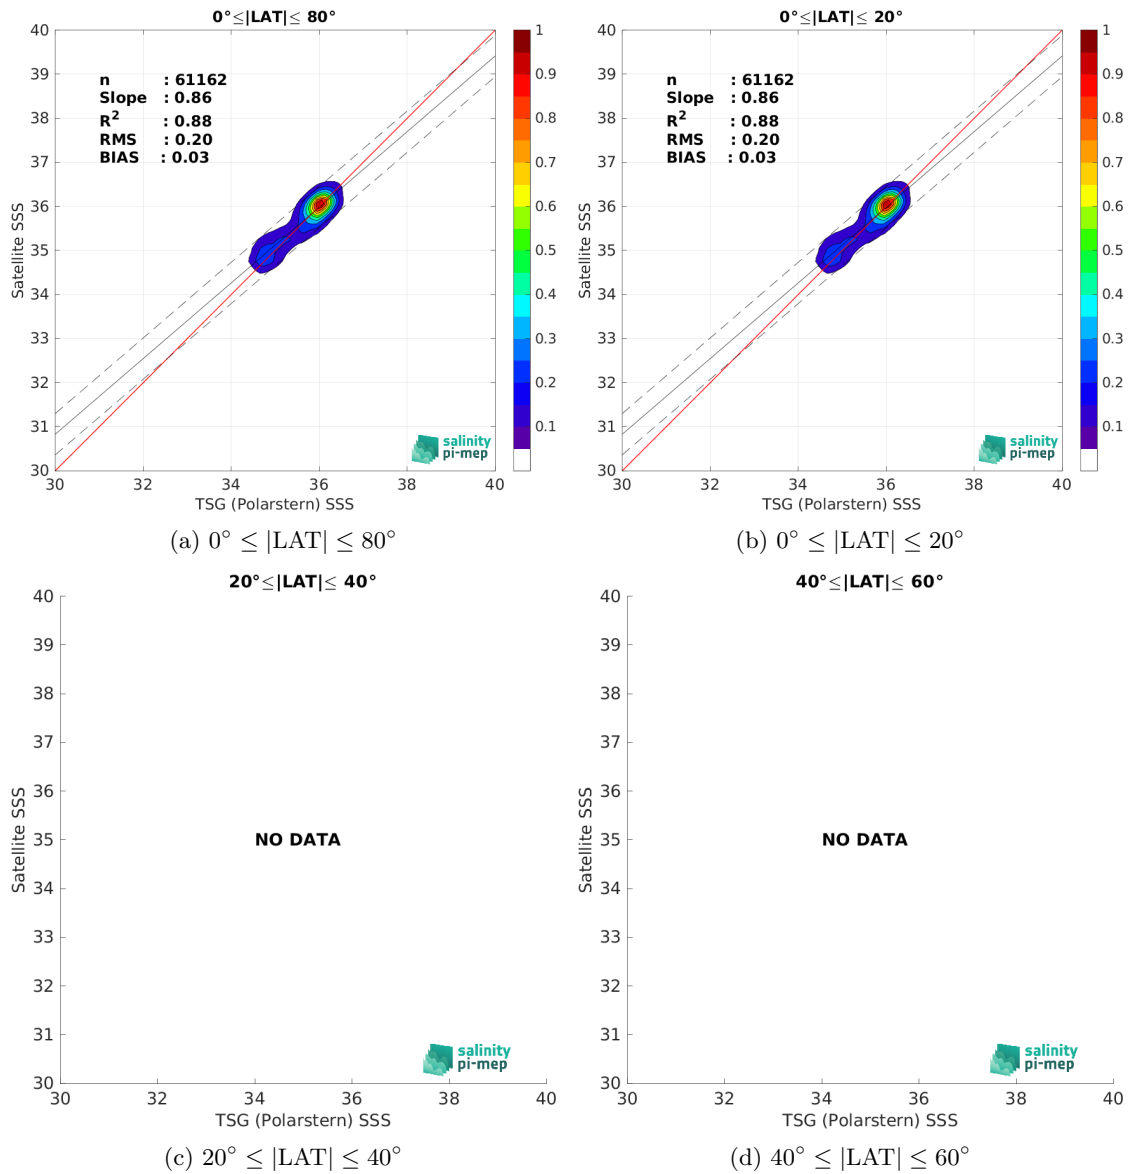 0°≤|LAT|≤ 80°
40
39
38
37
36
35
34
33
32
31
30
30 32 34 36 38 40
Satellite SSS
TSG (Polarstern) SSS
n : 61162
Slope : 0.86
R² : 0.88
RMS : 0.20
BIAS : 0.03
1
0.9
0.8
0.7
0.6
0.5
0.4
0.3
0.2
0.1
salinity
pi-mep
(a) 0° ≤ |LAT| ≤ 80°
0°≤|LAT|≤ 20°
40
39
38
37
36
35
34
33
32
31
30
30 32 34 36 38 40
Satellite SSS
TSG (Polarstern) SSS
n : 61162
Slope : 0.86
R² : 0.88
RMS : 0.20
BIAS : 0.03
1
0.9
0.8
0.7
0.6
0.5
0.4
0.3
0.2
0.1
salinity
pi-mep
(b) 0° ≤ |LAT| ≤ 20°
20°≤|LAT|≤ 40°
40
39
38
37
36
35
34
33
32
31
30
30 32 34 36 38 40
Satellite SSS
TSG (Polarstern) SSS
NO DATA
salinity
pi-mep
(c) 20° ≤ |LAT| ≤ 40°
40°≤|LAT|≤ 60°
40
39
38
37
36
35
34
33
32
31
30
30 32 34 36 38 40
Satellite SSS
TSG (Polarstern) SSS
NO DATA
salinity
pi-mep
(d) 40° ≤ |LAT| ≤ 60°